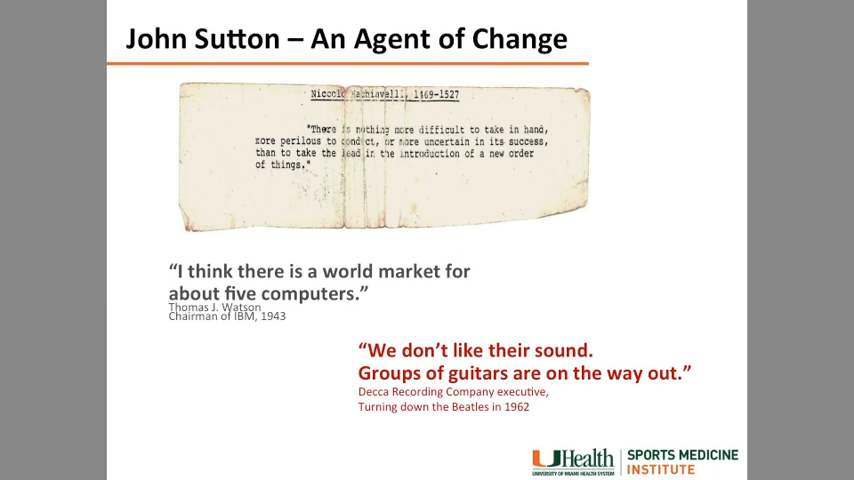 John Sutton – An Agent of Change
Niccolo Machiavelli, 1469-1527
"There is nothing more difficult to take in hand,
more perilous to conduct, or more uncertain in its success,
than to take the lead in the introduction of a new order
of things."
“I think there is a world market for
about five computers.”
Thomas J. Watson
Chairman of IBM, 1943
“We don’t like their sound.
Groups of guitars are on the way out.”
Decca Recording Company executive,
Turning down the Beatles in 1962
UHealth
UNIVERSITY OF MIAMI HEALTH SYSTEM
SPORTS MEDICINE
INSTITUTE